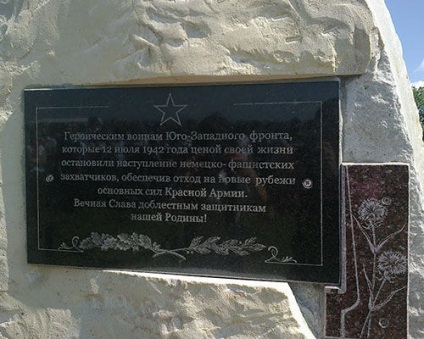 Героическим воинам Юго-Западного фронта,
которые 12 июля 1942 года ценой своей жизни
остановили наступление немецко-фашистских
захватчиков, обеспечив отход на новые рубежи
основных сил Красной Армии.
Вечная Слава доблестным защитникам
нашей Родины!